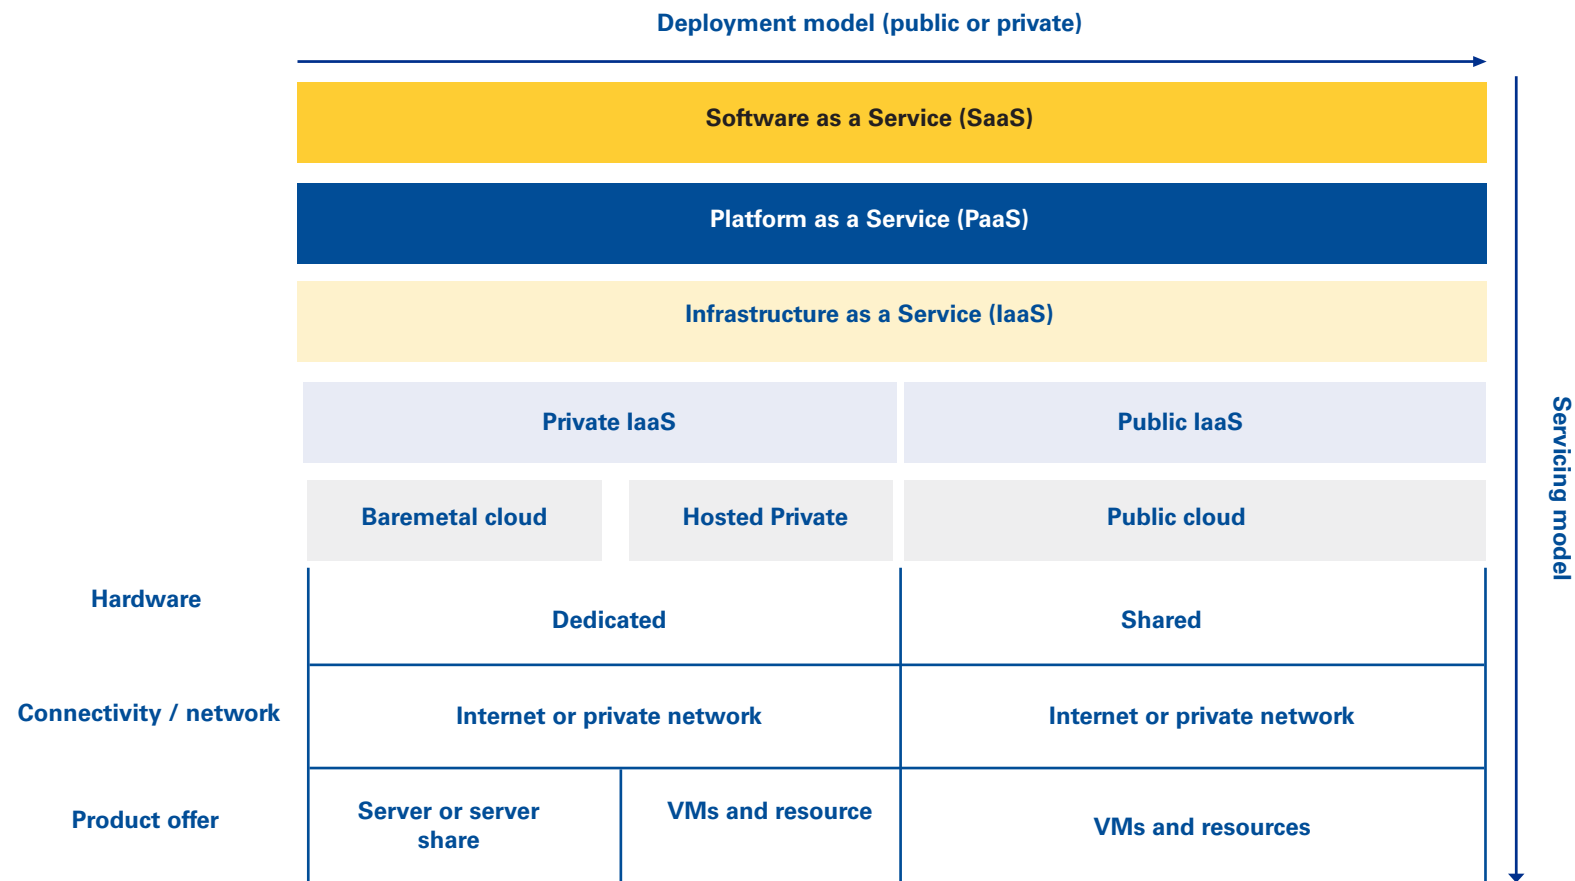 Deployment model (public or private)
Software as a Service (SaaS)
Platform as a Service (PaaS)
Infrastructure as a Service (IaaS)
Private IaaS
Public IaaS
Servicing model
Baremetal cloud
Hosted Private
Public cloud
Hardware
Dedicated
Shared
Connectivity / network
Internet or private network
Internet or private network
Product offer
Server or server
share
VMs and resource
VMs and resources